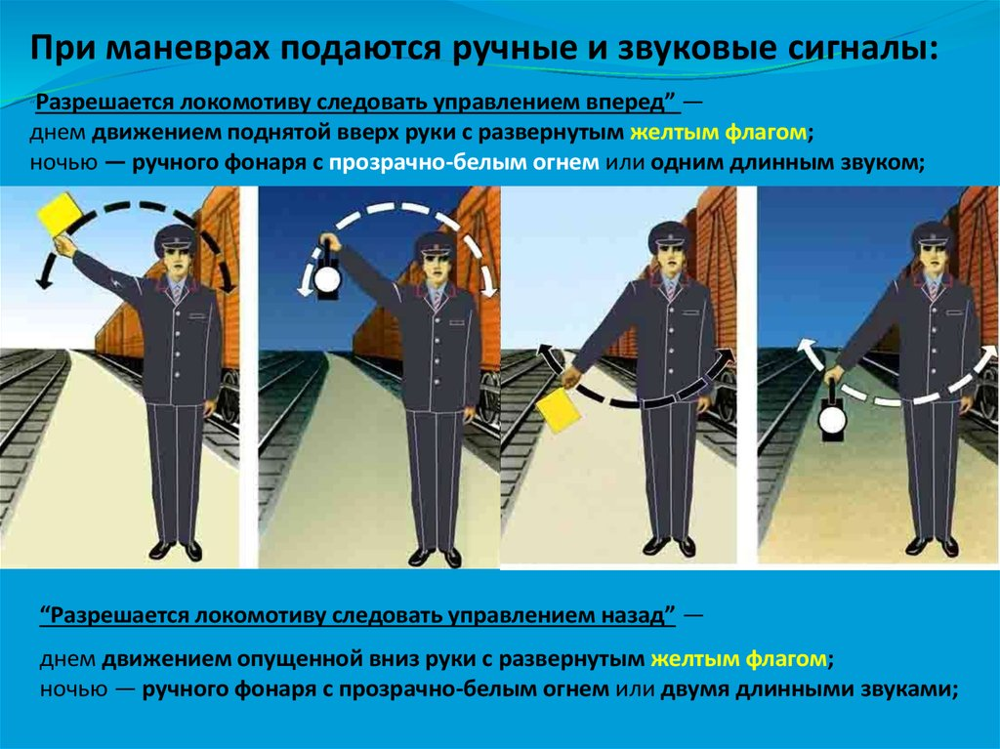 При маневрах подаются ручные и звуковые сигналы:
“Разрешается локомотиву следовать управлением вперед” —
днем движением поднятой вверх руки с развернутым желтым флагом;
ночью — ручного фонаря с прозрачно-белым огнем или одним длинным звуком;
“Разрешается локомотиву следовать управлением назад” —
днем движением опущенной вниз руки с развернутым желтым флагом;
ночью — ручного фонаря с прозрачно-белым огнем или двумя длинными звуками;